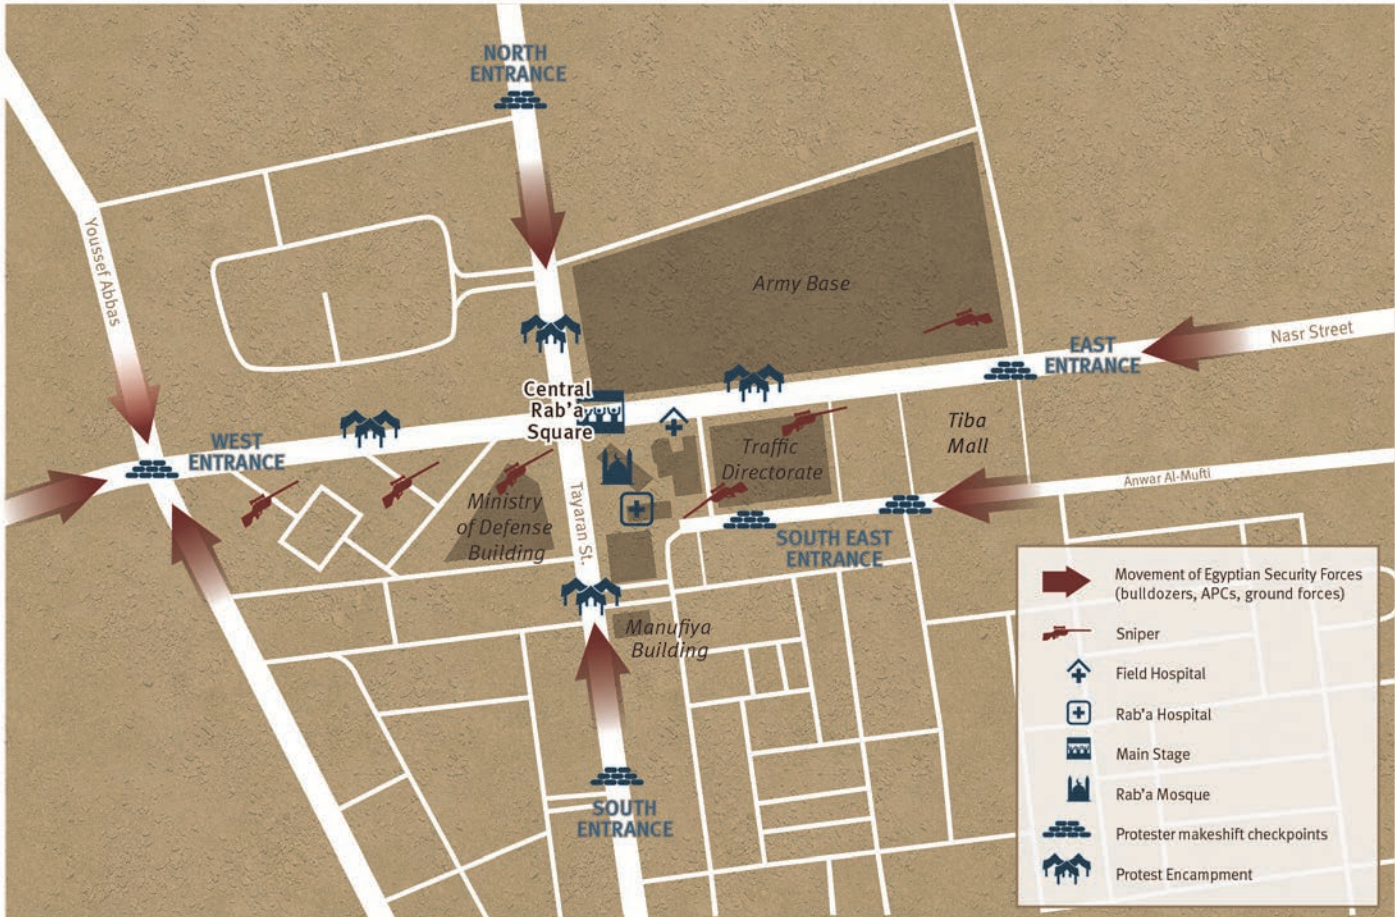 NORTH
ENTRANCE
Youssef Abbas
Army Base
Nasr Street
EAST
ENTRANCE
Central
Rab'a
Square
WEST
ENTRANCE
Tiba
Mall
Traffic
Directorate
Anwar Al-Mufti
Ministry
of Defense
Building
Tayaran St.
SOUTH EAST
ENTRANCE
Manufiya
Building
SOUTH
ENTRANCE
Movement of Egyptian Security Forces
(bulldozers, APCs, ground forces)
Sniper
Field Hospital
Rab'a Hospital
Main Stage
Rab'a Mosque
Protester makeshift checkpoints
Protest Encampment